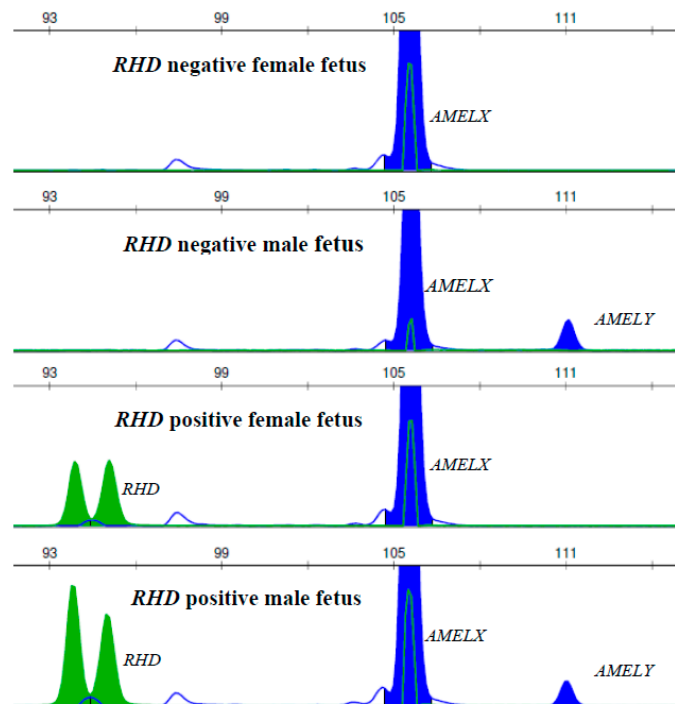 93 99 105 111
RHD negative female fetus
AMELX
93 99 105 111
RHD negative male fetus
AMELX
AMELY
93 99 105 111
RHD positive female fetus
AMELX
RHD
93 99 105 111
RHD positive male fetus
AMELX
RHD
AMELY